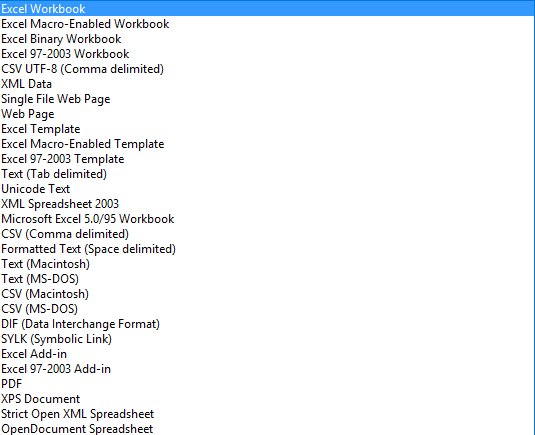 Excel Workbook
Excel Macro-Enabled Workbook
Excel Binary Workbook
Excel 97-2003 Workbook
CSV UTF-8 (Comma delimited)
XML Data
Single File Web Page
Web Page
Excel Template
Excel Macro-Enabled Template
Excel 97-2003 Template
Text (Tab delimited)
Unicode Text
XML Spreadsheet 2003
Microsoft Excel 5.0/95 Workbook
CSV (Comma delimited)
Formatted Text (Space delimited)
Text (Macintosh)
Text (MS-DOS)
CSV (Macintosh)
CSV (MS-DOS)
DIF (Data Interchange Format)
SYLK (Symbolic Link)
Excel Add-in
Excel 97-2003 Add-in
PDF
XPS Document
Strict Open XML Spreadsheet
OpenDocument Spreadsheet